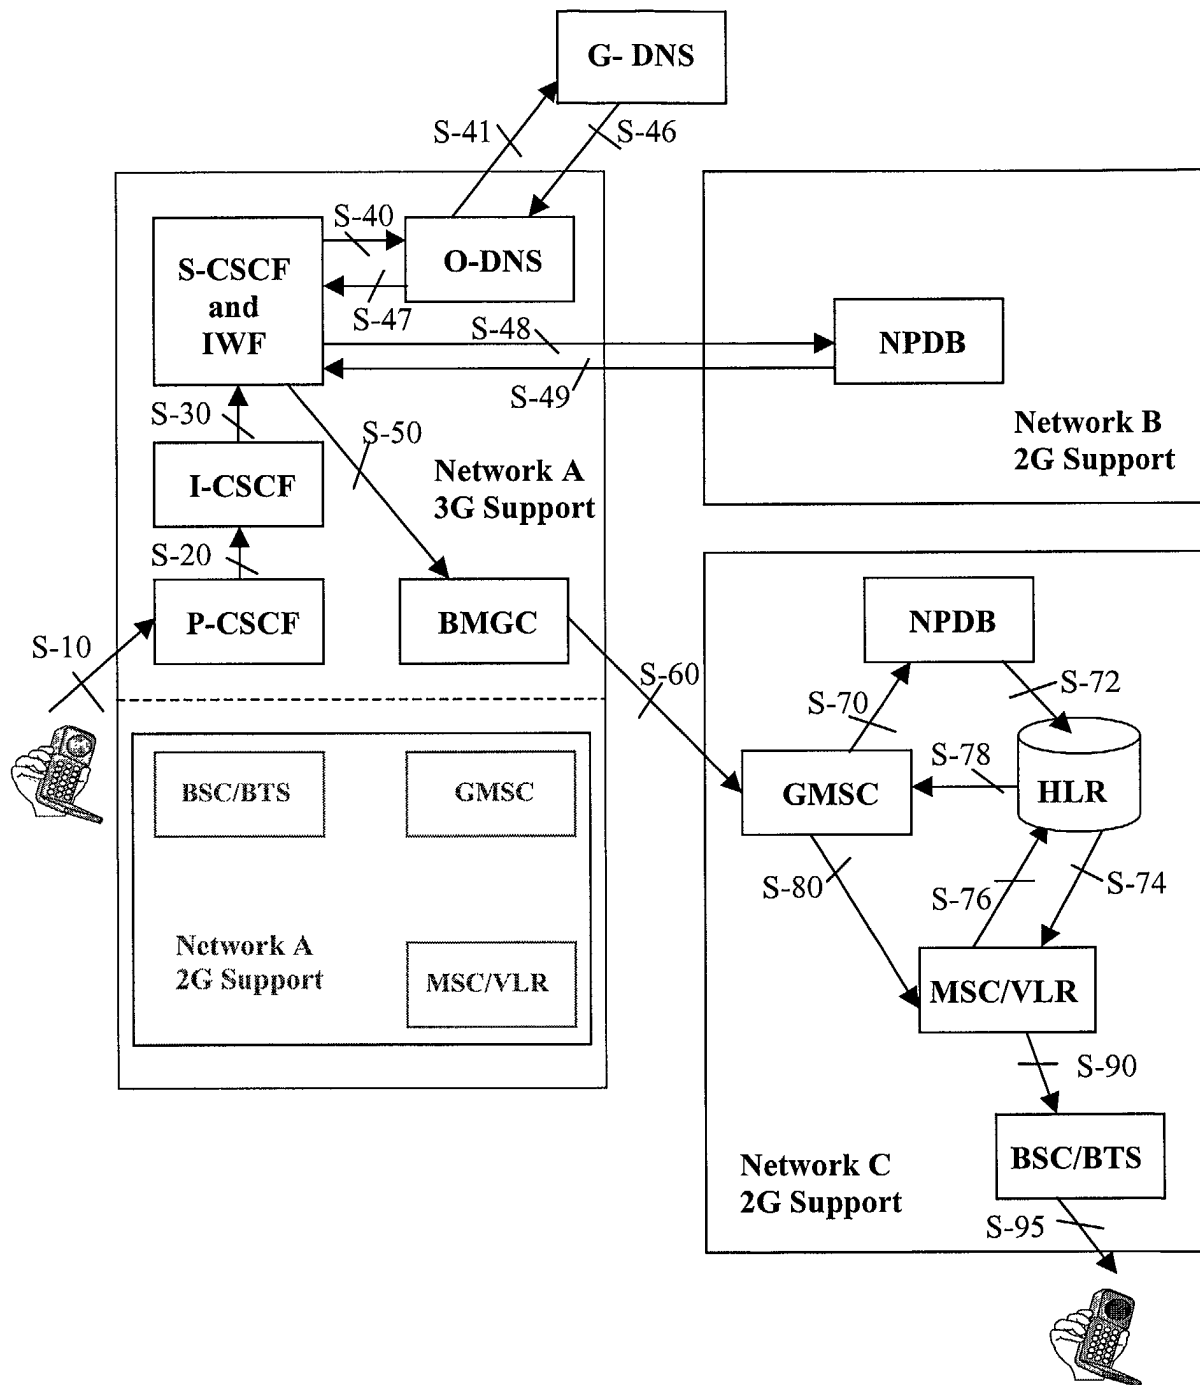 G- DNS
S-41
S-46
S-40
S-CSCF
and
IWF
O-DNS
S-47
S-48
NPDB
S-49
S-30
S-50
Network B
2G Support
I-CSCF
Network A
3G Support
S-20
P-CSCF
BMGC
NPDB
S-10
S-60
S-70
S-72
S-78
BSC/BTS
GMSC
GMSC
HLR
S-80
S-76
S-74
Network A
2G Support
MSC/VLR
MSC/VLR
S-90
BSC/BTS
Network C
2G Support
S-95